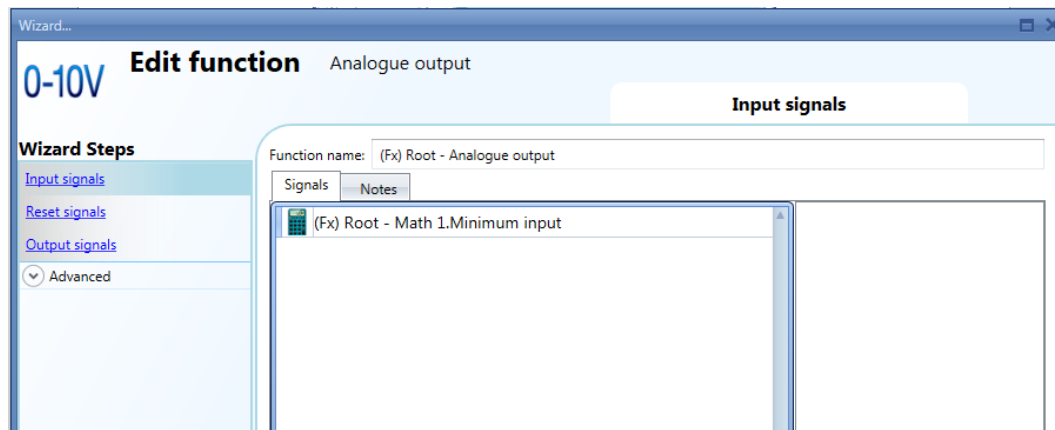 Wizard...
0-10V
Edit function Analogue output
Input signals
Wizard Steps
Input signals
Reset signals
Output signals
Advanced
Function name: (Fx) Root - Analogue output
Signals Notes
(Fx) Root - Math 1.Minimum input